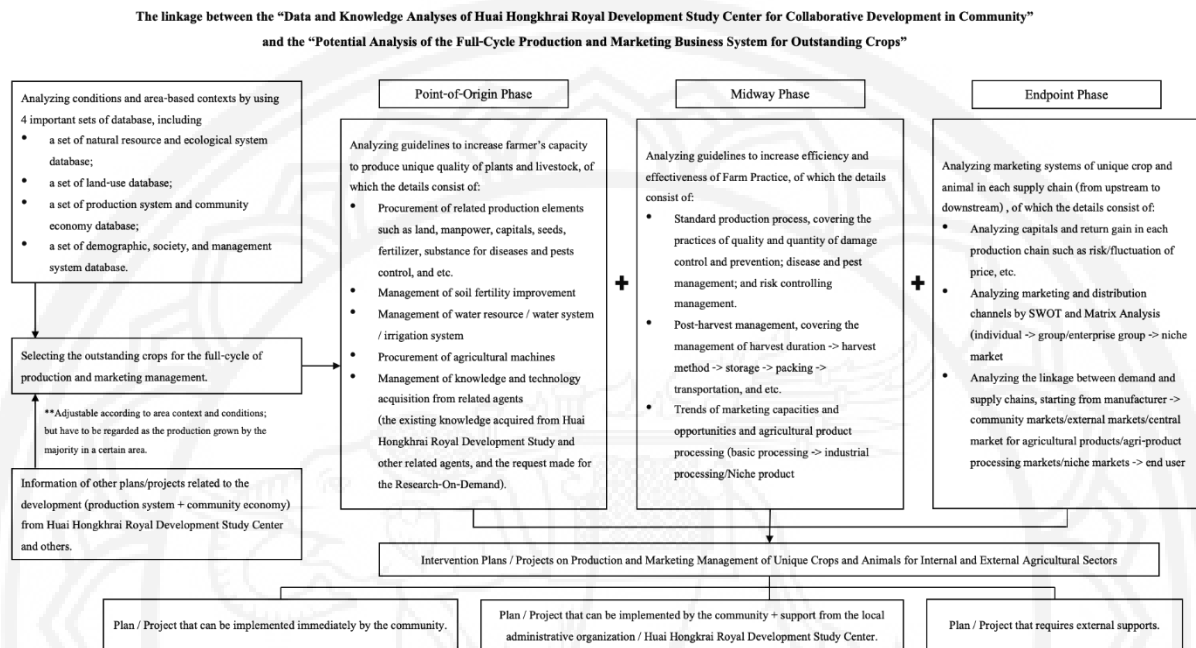 The linkage between the “Data and Knowledge Analyses of Huai Hongkhrai Royal Development Study Center for Collaborative Development in Community”
and the “Potential Analysis of the Full-Cycle Production and Marketing Business System for Outstanding Crops”
Analyzing conditions and area-based contexts by using
4 important sets of database, including
• a set of natural resource and ecological system
database;
• a set of land-use database;
• a set of production system and community
economy database;
• a set of demographic, society, and management
system database.
Selecting the outstanding crops for the full-cycle of
production and marketing management.
**Adjustable according to area context and conditions;
but have to be regarded as the production grown by the
majority in a certain area.
Information of other plans/projects related to the
development (production system + community economy)
from Huai Hongkhrai Royal Development Study Center
and others.
Point-of-Origin Phase
Analyzing guidelines to increase farmer’s capacity
to produce unique quality of plants and livestock, of
which the details consist of:
• Procurement of related production elements
such as land, manpower, capitals, seeds,
fertilizer, substance for diseases and pests
control, and etc.
• Management of soil fertility improvement
• Management of water resource / water system
/ irrigation system
• Procurement of agricultural machines
• Management of knowledge and technology
acquisition from related agents
(the existing knowledge acquired from Huai
Hongkhrai Royal Development Study and
other related agents, and the request made for
the Research-On-Demand).
+
Midway Phase
Analyzing guidelines to increase efficiency and
effectiveness of Farm Practice, of which the details
consist of:
• Standard production process, covering the
practices of quality and quantity of damage
control and prevention; disease and pest
management; and risk controlling
management.
• Post-harvest management, covering the
management of harvest duration -> harvest
method -> storage -> packing ->
transportation, and etc.
• Trends of marketing capacities and
opportunities and agricultural product
processing (basic processing -> industrial
processing/Niche product
+
Endpoint Phase
Analyzing marketing systems of unique crop and
animal in each supply chain (from upstream to
downstream) , of which the details consist of:
• Analyzing capitals and return gain in each
production chain such as risk/fluctuation of
price, etc.
• Analyzing marketing and distribution
channels by SWOT and Matrix Analysis
(individual -> group/enterprise group -> niche
market
• Analyzing the linkage between demand and
supply chains, starting from manufacturer ->
community markets/external markets/central
market for agricultural products/agri-product
processing markets/niche markets -> end user
Intervention Plans / Projects on Production and Marketing Management of Unique Crops and Animals for Internal and External Agricultural Sectors
Plan / Project that can be implemented immediately by the community.
Plan / Project that can be implemented by the community + support from the local
administrative organization / Huai Hongkrai Royal Development Study Center.
Plan / Project that requires external supports.